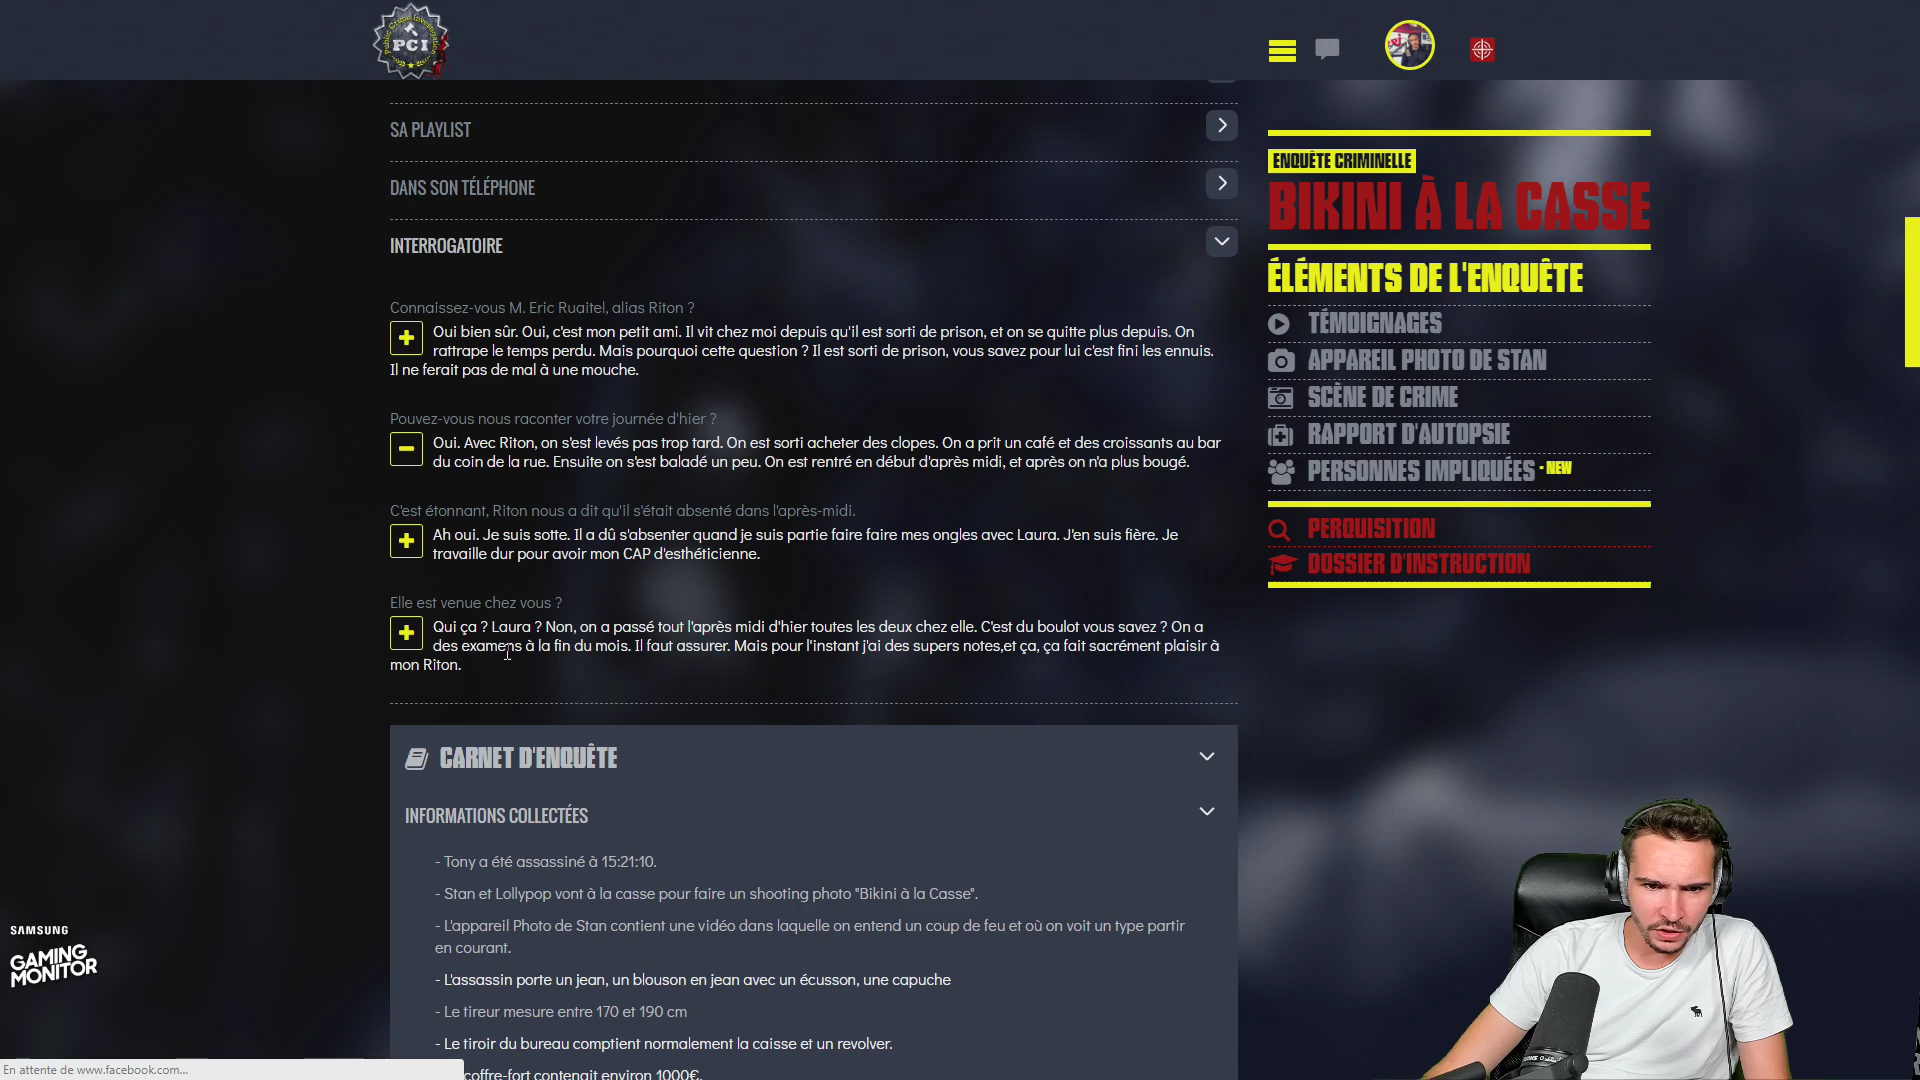 PCI
SA PLAYLIST
DANS SON TÉLÉPHONE
INTERROGATOIRE
Connaissez-vous M. Eric Ruaitel, alias Riton ?
Oui bien sûr. Oui, c'est mon petit ami. Il vit chez moi depuis qu'il est sorti de prison, et on se quitte plus depuis. On
rattrape le temps perdu. Mais pourquoi cette question ? Il est sorti de prison, vous savez pour lui c'est fini les ennuis.
Il ne ferait pas de mal à une mouche.
Pouvez-vous nous raconter votre journée d'hier ?
Oui. Avec Riton, on s'est levés pas trop tard. On est sorti acheter des clopes. On a prit un café et des croissants au bar
du coin de la rue. Ensuite on s'est baladé un peu. On est rentré en début d'après midi, et après on n'a plus bougé.
C'est étonnant, Riton nous a dit qu'il s'était absenté dans l'après-midi.
Ah oui. Je suis sotte. Il a dû s'absenter quand je suis partie faire faire mes ongles avec Laura. J'en suis fière. Je
travaille dur pour avoir mon CAP d'esthéticienne.
Elle est venue chez vous ?
Qui ça ? Laura ? Non, on a passé tout l'après midi d'hier toutes les deux chez elle. C'est du boulot vous savez ? On a
des examens à la fin du mois. Il faut assurer. Mais pour l'instant j'ai des supers notes,et ça, ça fait sacrément plaisir à
mon Riton.
CARNET D'ENQUÊTE
INFORMATIONS COLLECTÉES
- Tony a été assassiné à 15:21:10.
- Stan et Lollypop vont à la casse pour faire un shooting photo "Bikini à la Casse".
- L'appareil Photo de Stan contient une vidéo dans laquelle on entend un coup de feu et où on voit un type partir
en courant.
- L'assassin porte un jean, un blouson en jean avec un écusson, une capuche
- Le tireur mesure entre 170 et 190 cm
- Le tiroir du bureau comptient normalement la caisse et un revolver.
coffre-fort contenait environ 1000€.
ENQUÊTE CRIMINELLE
BIKINI À LA CASSE
ÉLÉMENTS DE L'ENQUÊTE
TÉMOIGNAGES
APPAREIL PHOTO DE STAN
SCÈNE DE CRIME
RAPPORT D'AUTOPSIE
PERSONNES IMPLIQUÉES - NEW
PERQUISITION
DOSSIER D'INSTRUCTION
SAMSUNG
GAMING
MONITOR
En attente de www.facebook.com...